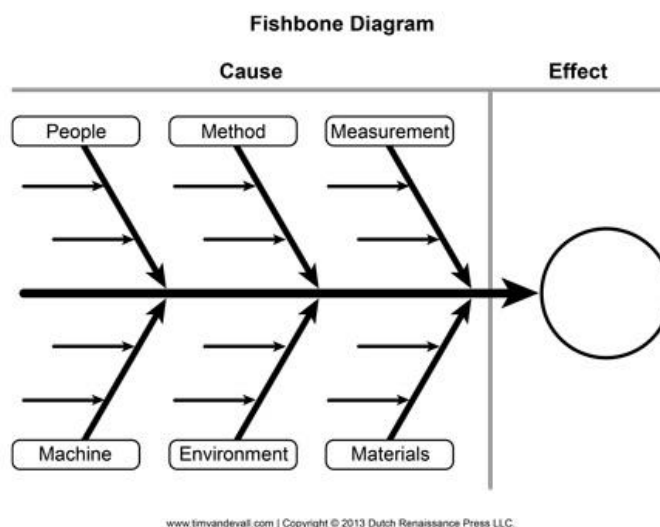 Fishbone Diagram
Cause Effect
People Method Measurement
Machine Environment Materials
www.timvandevall.com | Copyright © 2013 Dutch Renaissance Press LLC.